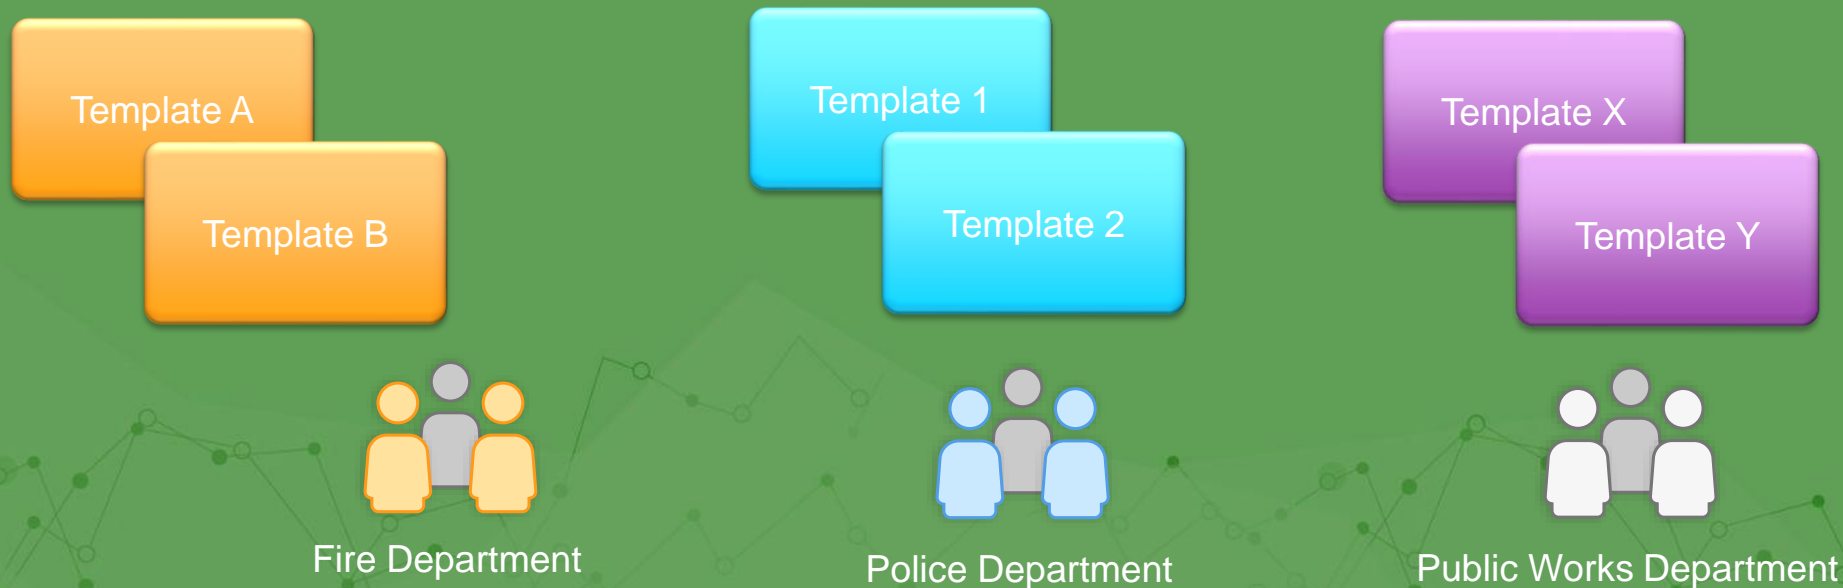 Template A
Template B
Template 1
Template 2
Template X
Template Y
Fire Department
Police Department
Public Works Department